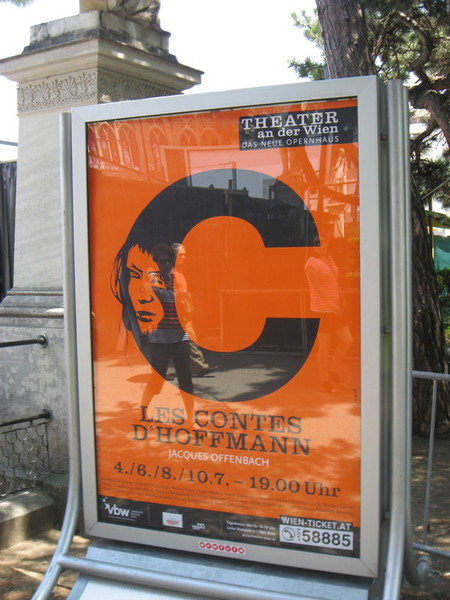 THEATER
an der Wien
DAS NEUE OPERNHAUS
C
LES CONTES
D'HOFFMANN
JACQUES OFFENBACH
4./6./8./10.7. – 19.00 Uhr
vbw
WIEN-TICKET.AT
58885